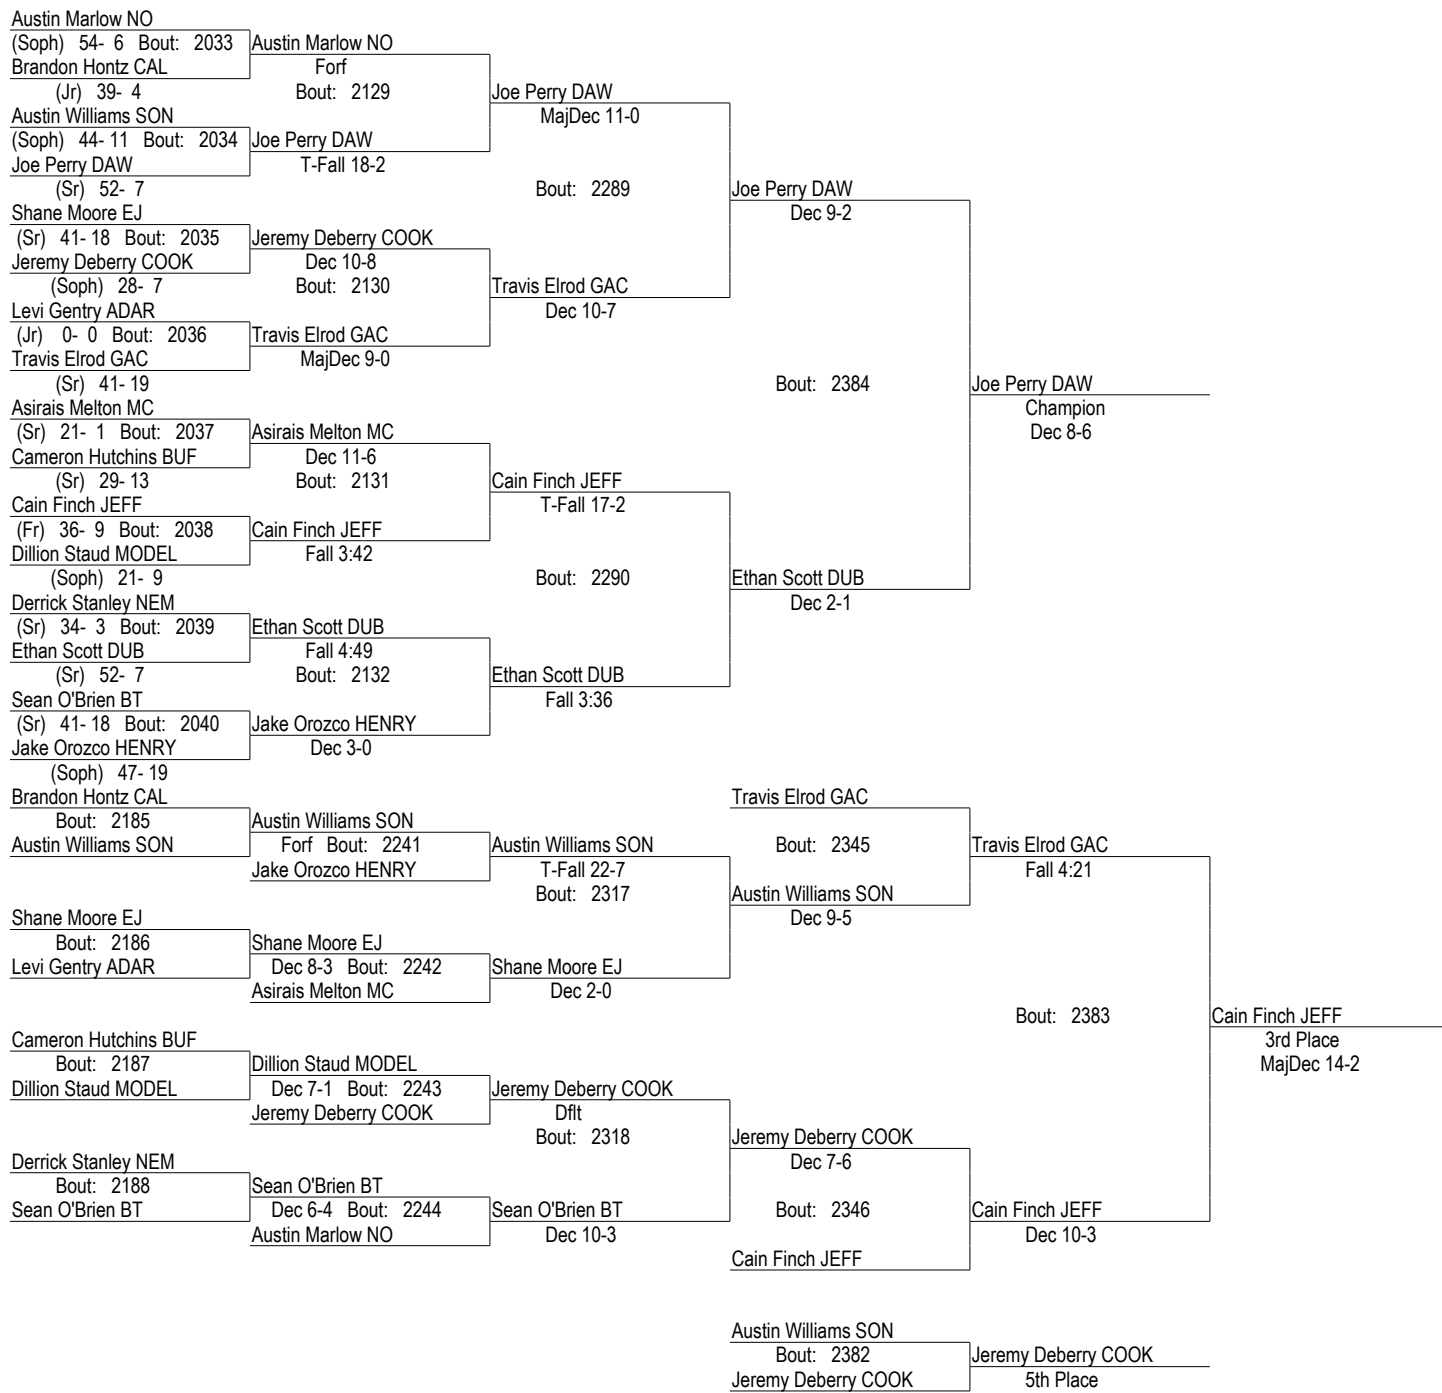 Austin Marlow NO
(Soph) 54- 6 Bout: 2033 Austin Marlow NO
Brandon Hontz CAL Forf
(Jr) 39- 4 Bout: 2129 Joe Perry DAW
Austin Williams SON MajDec 11-0
(Soph) 44- 11 Bout: 2034 Joe Perry DAW
Joe Perry DAW T-Fall 18-2
(Sr) 52- 7 Bout: 2289 Joe Perry DAW
Shane Moore EJ Dec 9-2
(Sr) 41- 18 Bout: 2035 Jeremy Deberry COOK
Jeremy Deberry COOK Dec 10-8
(Soph) 28- 7 Bout: 2130 Travis Elrod GAC
Levi Gentry ADAR Dec 10-7
(Jr) 0- 0 Bout: 2036 Travis Elrod GAC
Travis Elrod GAC MajDec 9-0
(Sr) 41- 19 Bout: 2384 Joe Perry DAW
Asirais Melton MC Champion
(Sr) 21- 1 Bout: 2037 Asirais Melton MC Dec 8-6
Cameron Hutchins BUF Dec 11-6
(Sr) 29- 13 Bout: 2131 Cain Finch JEFF
Cain Finch JEFF T-Fall 17-2
(Fr) 36- 9 Bout: 2038 Cain Finch JEFF
Dillion Staud MODEL Fall 3:42
(Soph) 21- 9 Bout: 2290 Ethan Scott DUB
Derrick Stanley NEM Dec 2-1
(Sr) 34- 3 Bout: 2039 Ethan Scott DUB
Ethan Scott DUB Fall 4:49
(Sr) 52- 7 Bout: 2132 Ethan Scott DUB
Sean O'Brien BT Fall 3:36
(Sr) 41- 18 Bout: 2040 Jake Orozco HENRY
Jake Orozco HENRY Dec 3-0
(Soph) 47- 19
Brandon Hontz CAL Travis Elrod GAC
Bout: 2185 Austin Williams SON
Austin Williams SON Forf Bout: 2241 Austin Williams SON Bout: 2345 Travis Elrod GAC
Jake Orozco HENRY T-Fall 22-7 Fall 4:21
Bout: 2317 Austin Williams SON
Shane Moore EJ Dec 9-5
Bout: 2186 Shane Moore EJ
Levi Gentry ADAR Dec 8-3 Bout: 2242 Shane Moore EJ
Asirais Melton MC Dec 2-0
Bout: 2383 Cain Finch JEFF
Cameron Hutchins BUF 3rd Place
Bout: 2187 Dillion Staud MODEL MajDec 14-2
Dillion Staud MODEL Dec 7-1 Bout: 2243 Jeremy Deberry COOK
Jeremy Deberry COOK Dflt
Bout: 2318 Jeremy Deberry COOK
Derrick Stanley NEM Dec 7-6
Bout: 2188 Sean O'Brien BT
Sean O'Brien BT Dec 6-4 Bout: 2244 Sean O'Brien BT Bout: 2346 Cain Finch JEFF
Austin Marlow NO Dec 10-3 Dec 10-3
Cain Finch JEFF
Austin Williams SON
Bout: 2382 Jeremy Deberry COOK
Jeremy Deberry COOK 5th Place